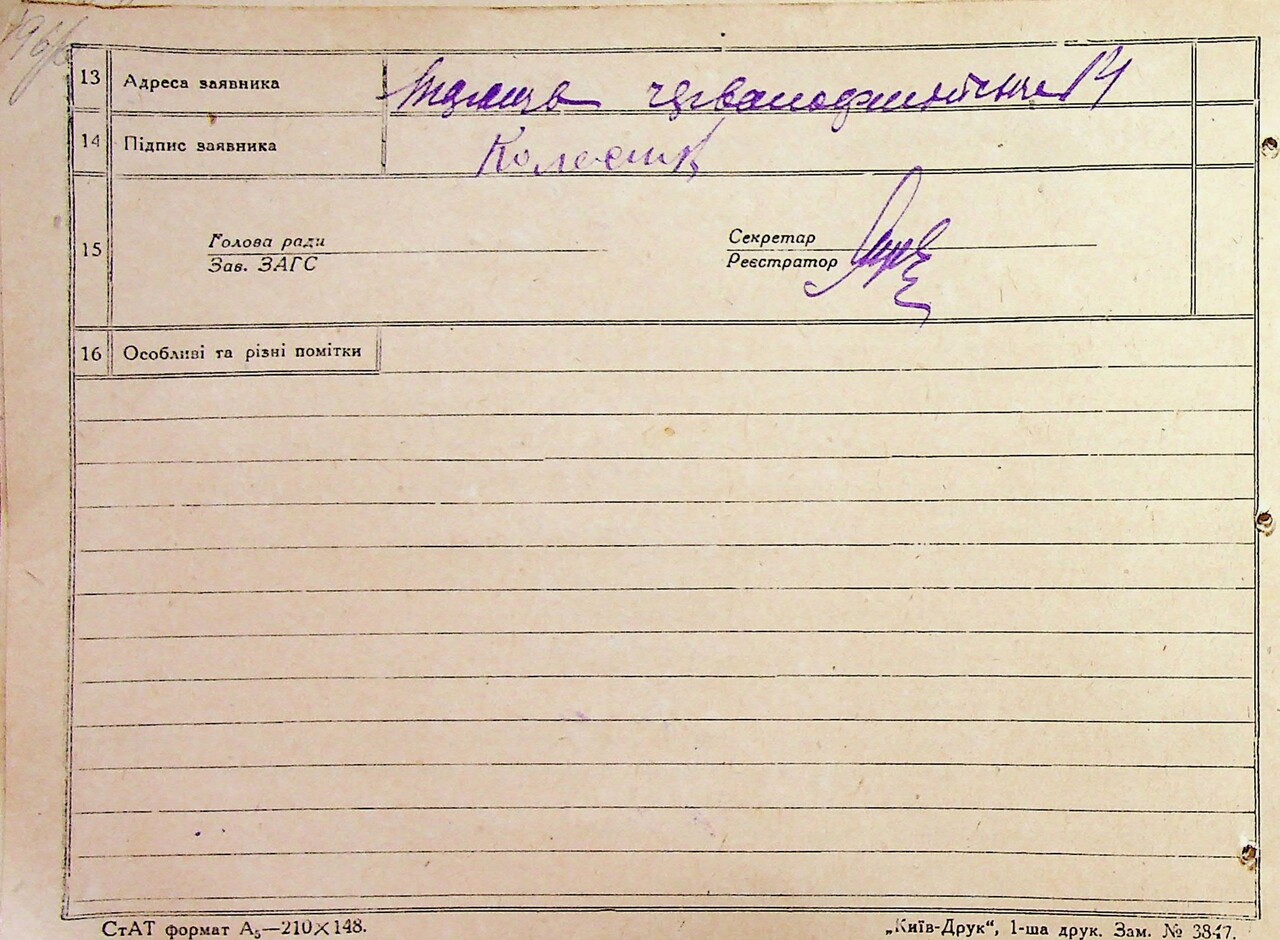 13 Адреса заявника
14 Підпис заявника Колесник
15
Голова ради
Зав. ЗАГС
Секретар
Реєстратор
16 Особливі та різні помітки
СтАТ формат А₅—210×148.
„Київ-Друк“, 1-ша друк. Зам. № 3847.